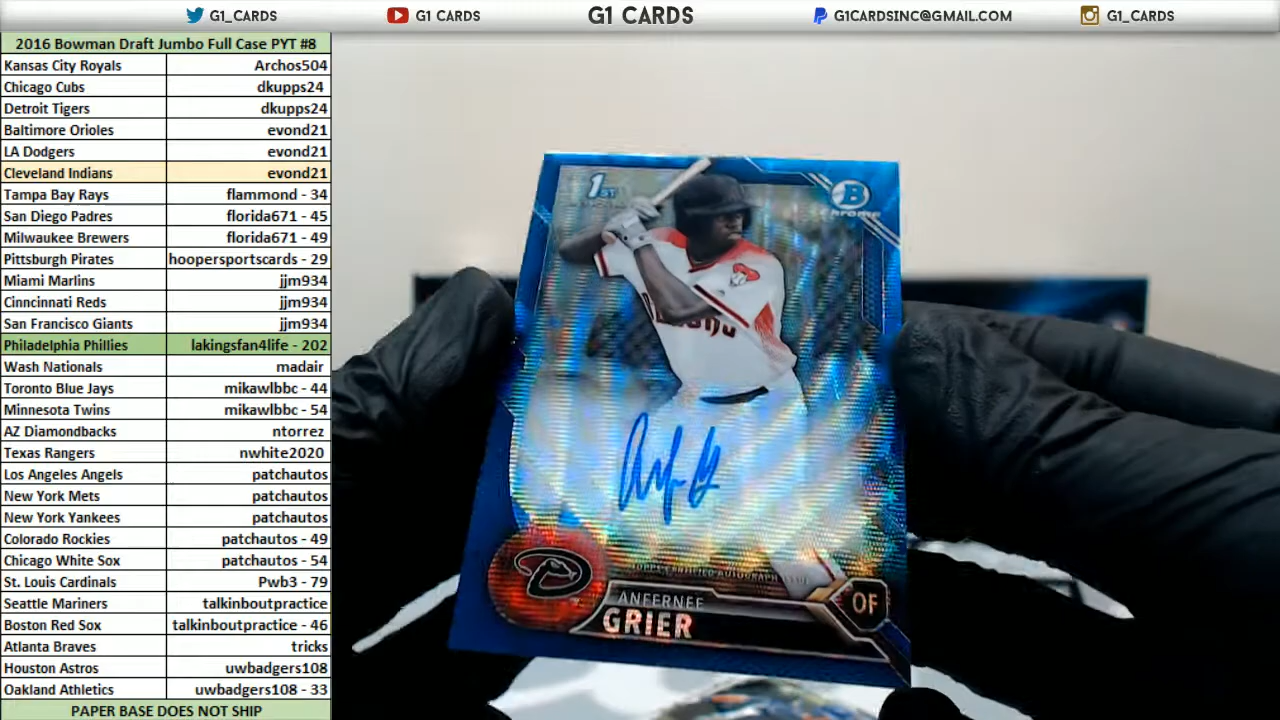 G1_CARDS G1 CARDS G1 CARDS G1CARDSINC@GMAIL.COM G1_CARDS
2016 Bowman Draft Jumbo Full Case PYT #8
Kansas City Royals Archos504
Chicago Cubs dkupps24
Detroit Tigers dkupps24
Baltimore Orioles evond21
LA Dodgers evond21
Cleveland Indians evond21
Tampa Bay Rays flammond - 34
San Diego Padres florida671 - 45
Milwaukee Brewers florida671 - 49
Pittsburgh Pirates hoopersportscards - 29
Miami Marlins jjm934
Cinncinnati Reds jjm934
San Francisco Giants jjm934
Philadelphia Phillies lakingsfan4life - 202
Wash Nationals madair
Toronto Blue Jays mikawlbbc - 44
Minnesota Twins mikawlbbc - 54
AZ Diamondbacks ntorrez
Texas Rangers nwhite2020
Los Angeles Angels patchautos
New York Mets patchautos
New York Yankees patchautos
Colorado Rockies patchautos - 49
Chicago White Sox patchautos - 54
St. Louis Cardinals Pwb3 - 79
Seattle Mariners talkinboutpractice
Boston Red Sox talkinboutpractice - 46
Atlanta Braves tricks
Houston Astros uwbadgers108
Oakland Athletics uwbadgers108 - 33
PAPER BASE DOES NOT SHIP
1ST
B
Chrome
TOPPS CERTIFIED AUTOGRAPH ISSUE
ANFERNEE
GRIER
OF